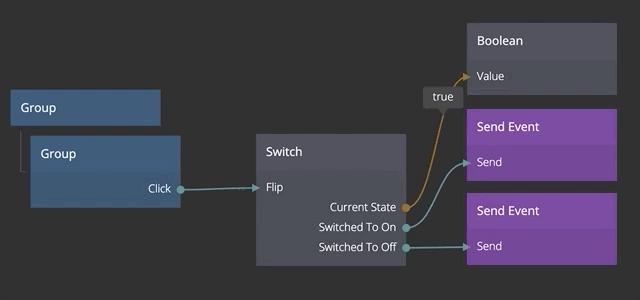 Group
Group
Click
Switch
Flip
Current State
Switched To On
Switched To Off
true
Boolean
Value
Send Event
Send
Send Event
Send